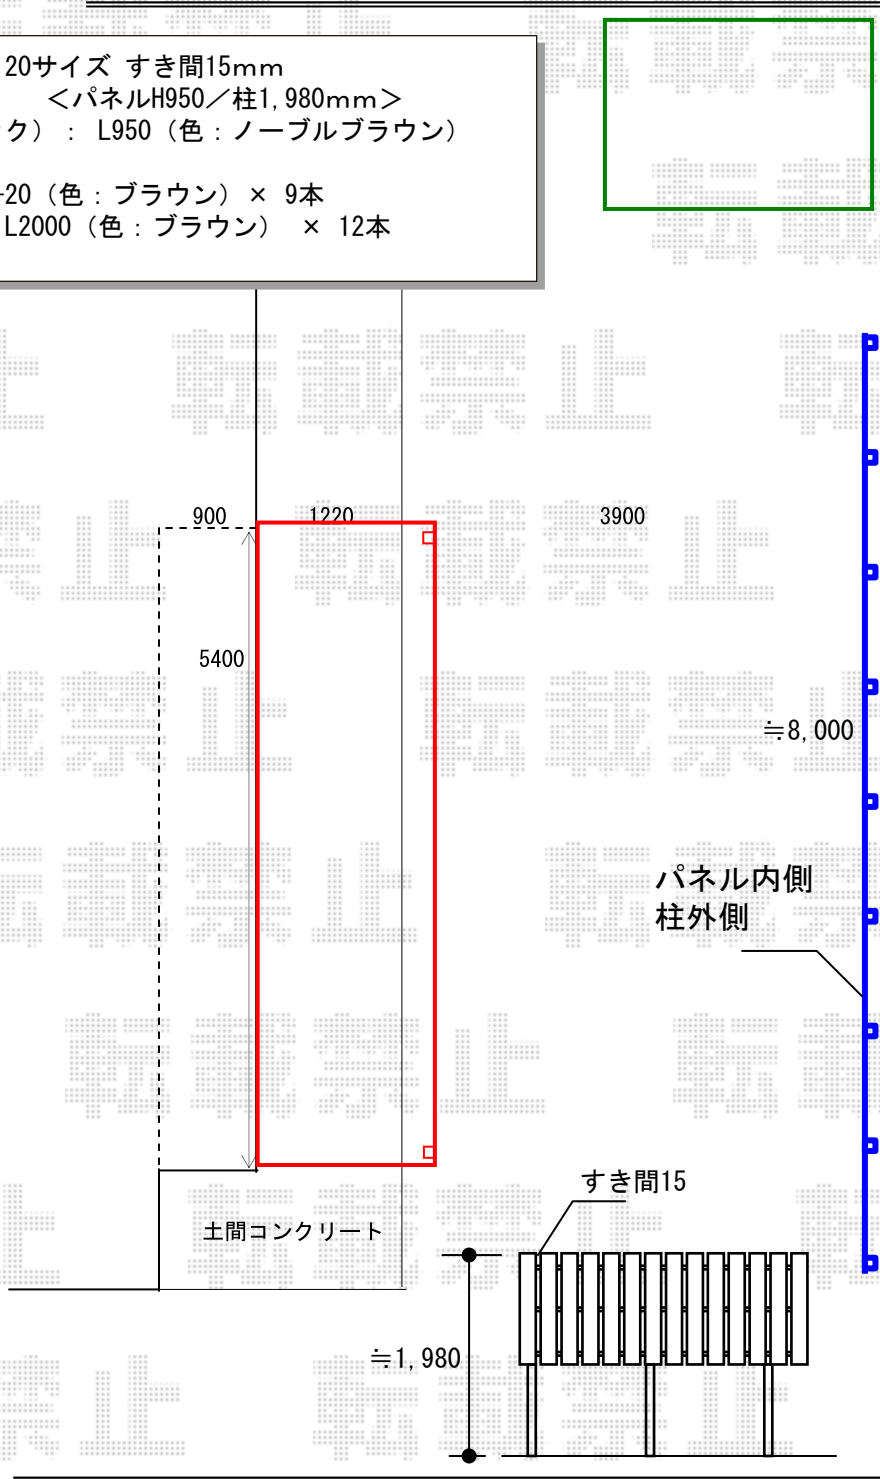 20サイズ すき間15mm
＜パネルH950／柱1,980mm＞
ク） ： L950（色：ノーブルブラウン）
-20（色：ブラウン）× 9本
L2000（色：ブラウン） × 12本
900
1220
3900
5400
≒8,000
パネル内側
柱外側
すき間15
土間コンクリート
≒1,980
転載禁止